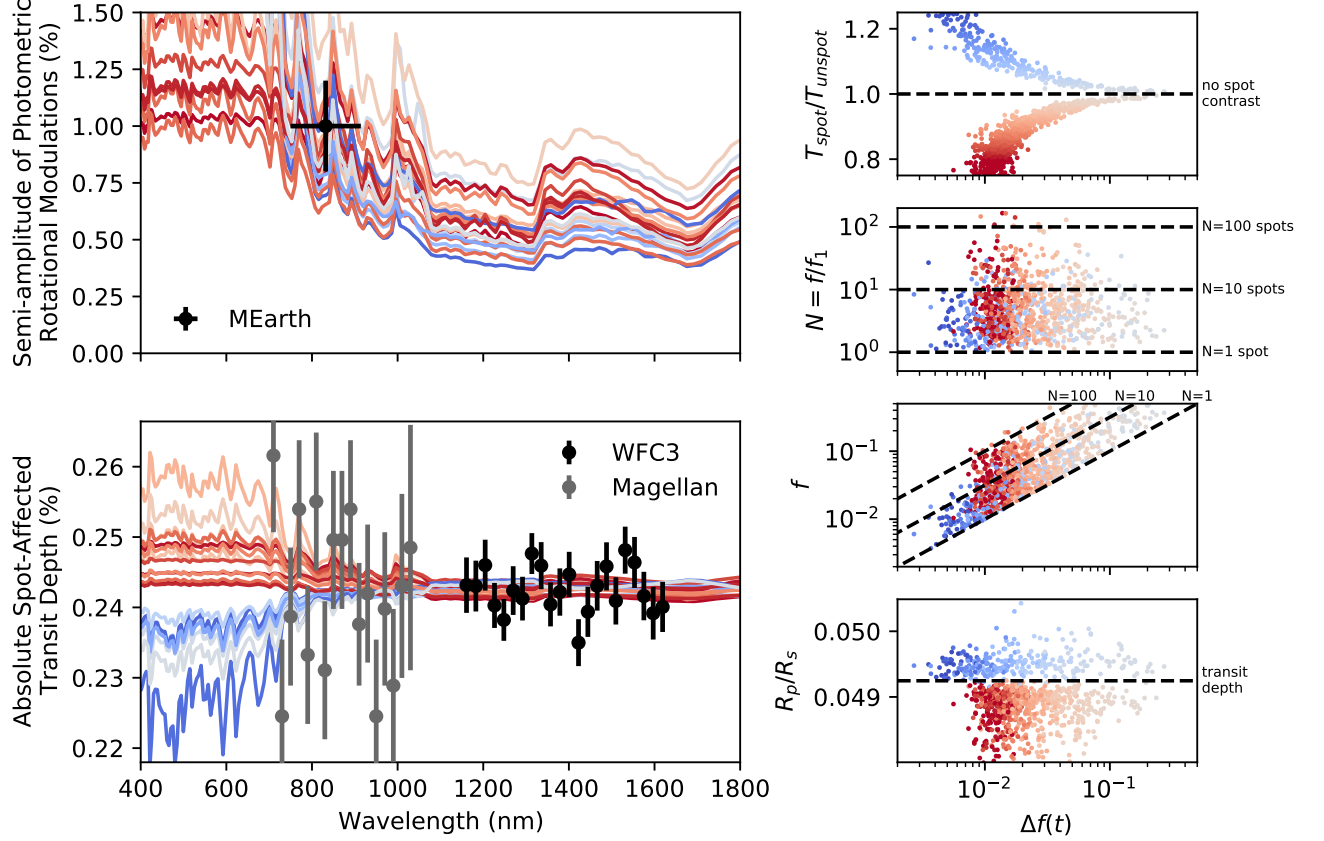 Semi-amplitude of Photometric
Rotational Modulations (%)
1.50
1.25
1.00
0.75
0.50
0.25
0.00
MEarth
Absolute Spot-Affected
Transit Depth (%)
0.26
0.25
0.24
0.23
0.22
WFC3
Magellan
400 600 800 1000 1200 1400 1600 1800
Wavelength (nm)
T_spot/T_unspot
1.2
1.0
0.8
no spot
contrast
N = f/f_1
10^2
10^1
10^0
N=100 spots
N=10 spots
N=1 spot
N=100 N=10 N=1
f
10^−1
10^−2
R_p/R_s
0.050
0.049
transit
depth
10^−2 10^−1
Δf(t)